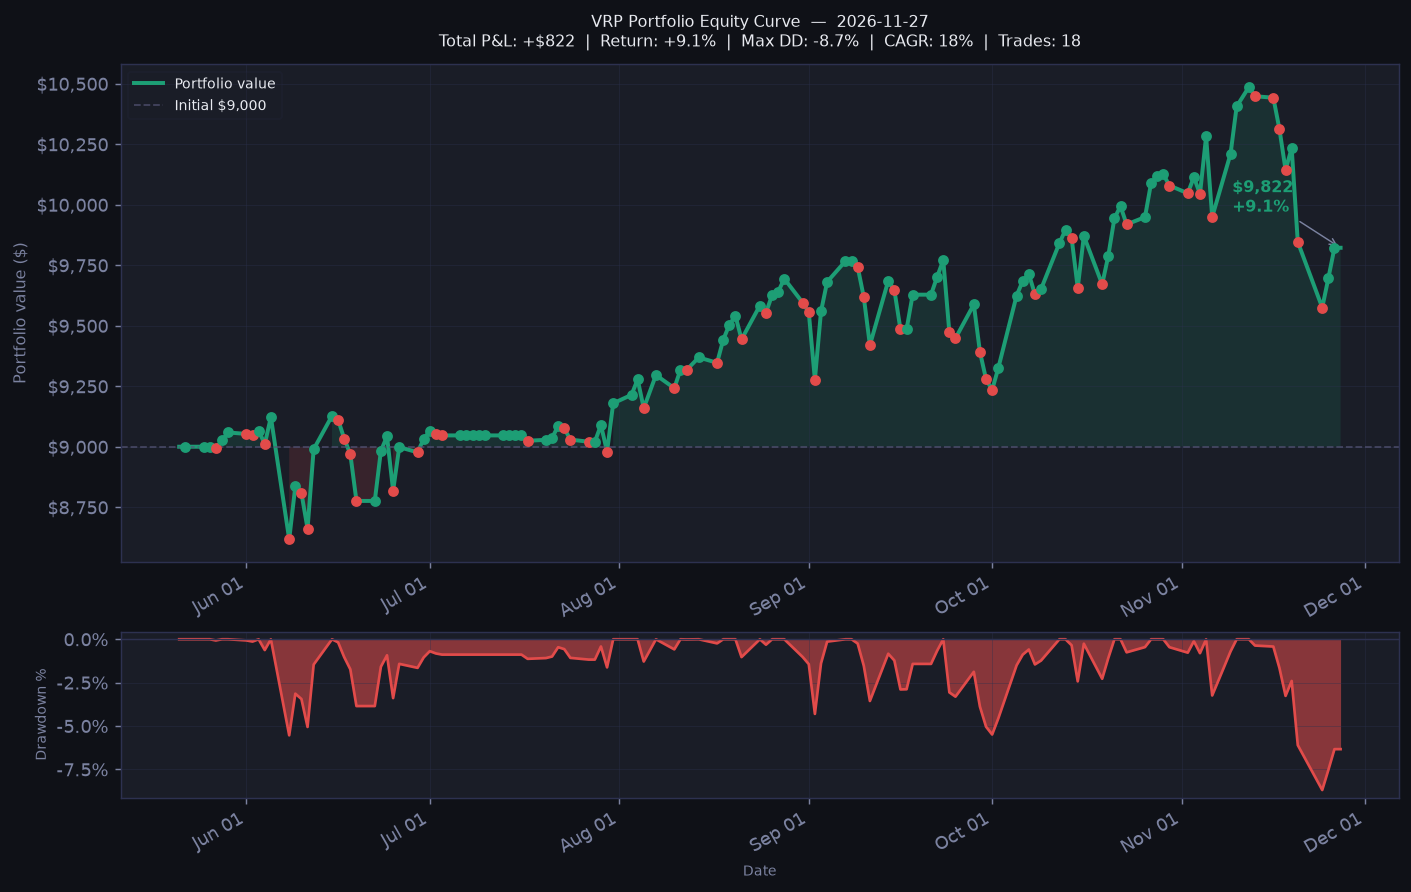 VRP Portfolio Equity Curve — 2026-11-27
Total P&L: +$822 | Return: +9.1% | Max DD: -8.7% | CAGR: 18% | Trades: 18
Portfolio value
Initial $9,000
Portfolio value ($)
$10,500
$10,250
$10,000
$9,750
$9,500
$9,250
$9,000
$8,750
$9,822
+9.1%
Jun 01
Jul 01
Aug 01
Sep 01
Oct 01
Nov 01
Dec 01
Drawdown %
0.0%
-2.5%
-5.0%
-7.5%
Jun 01
Jul 01
Aug 01
Sep 01
Oct 01
Nov 01
Dec 01
Date